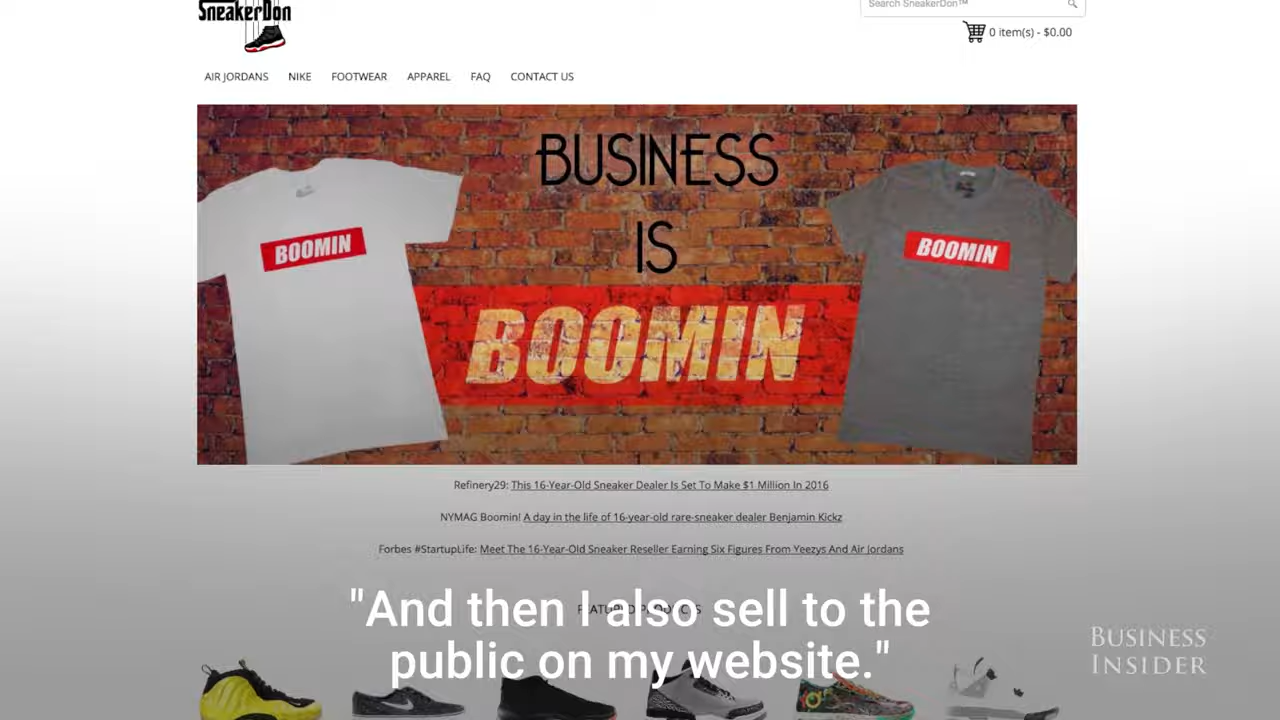 SneakerDon
Search SneakerDon™
0 item(s) - $0.00
AIR JORDANS NIKE FOOTWEAR APPAREL FAQ CONTACT US
BUSINESS
IS
BOOMIN
BOOMIN
BOOMIN
Refinery29: This 16-Year-Old Sneaker Dealer Is Set To Make $1 Million In 2016
NYMAG Boomin! A day in the life of 16-year-old rare-sneaker dealer Benjamin Kickz
Forbes #StartupLife: Meet The 16-Year-Old Sneaker Reseller Earning Six Figures From Yeezys And Air Jordans
FEATURED PRODUCTS
"And then I also sell to the
public on my website."
BUSINESS
INSIDER